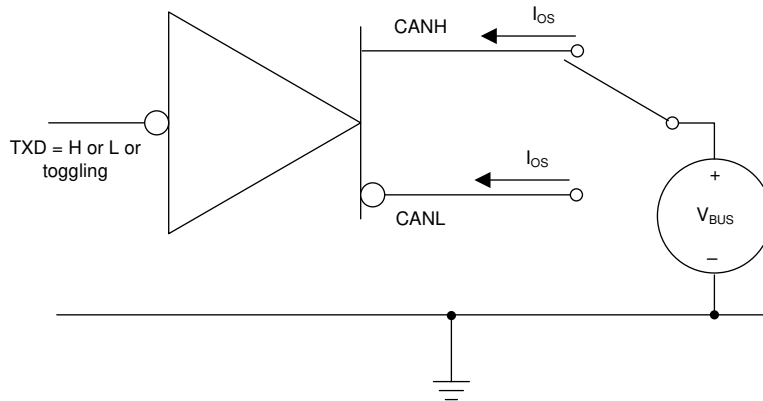 CANH
I_OS
TXD = H or L or
toggling
I_OS
CANL
+
V_BUS
–